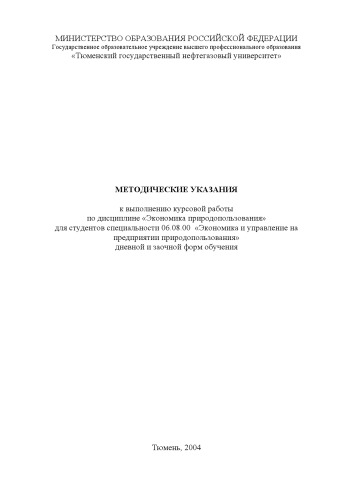 МИНИСТЕРСТВО ОБРАЗОВАНИЯ РОССИЙСКОЙ ФЕДЕРАЦИИ
Государственное образовательное учреждение высшего профессионального образования
«Тюменский государственный нефтегазовый университет»
МЕТОДИЧЕСКИЕ УКАЗАНИЯ
к выполнению курсовой работы
по дисциплине «Экономика природопользования»
для студентов специальности 06.08.00 «Экономика и управление на
предприятии природопользования»
дневной и заочной форм обучения
Тюмень, 2004